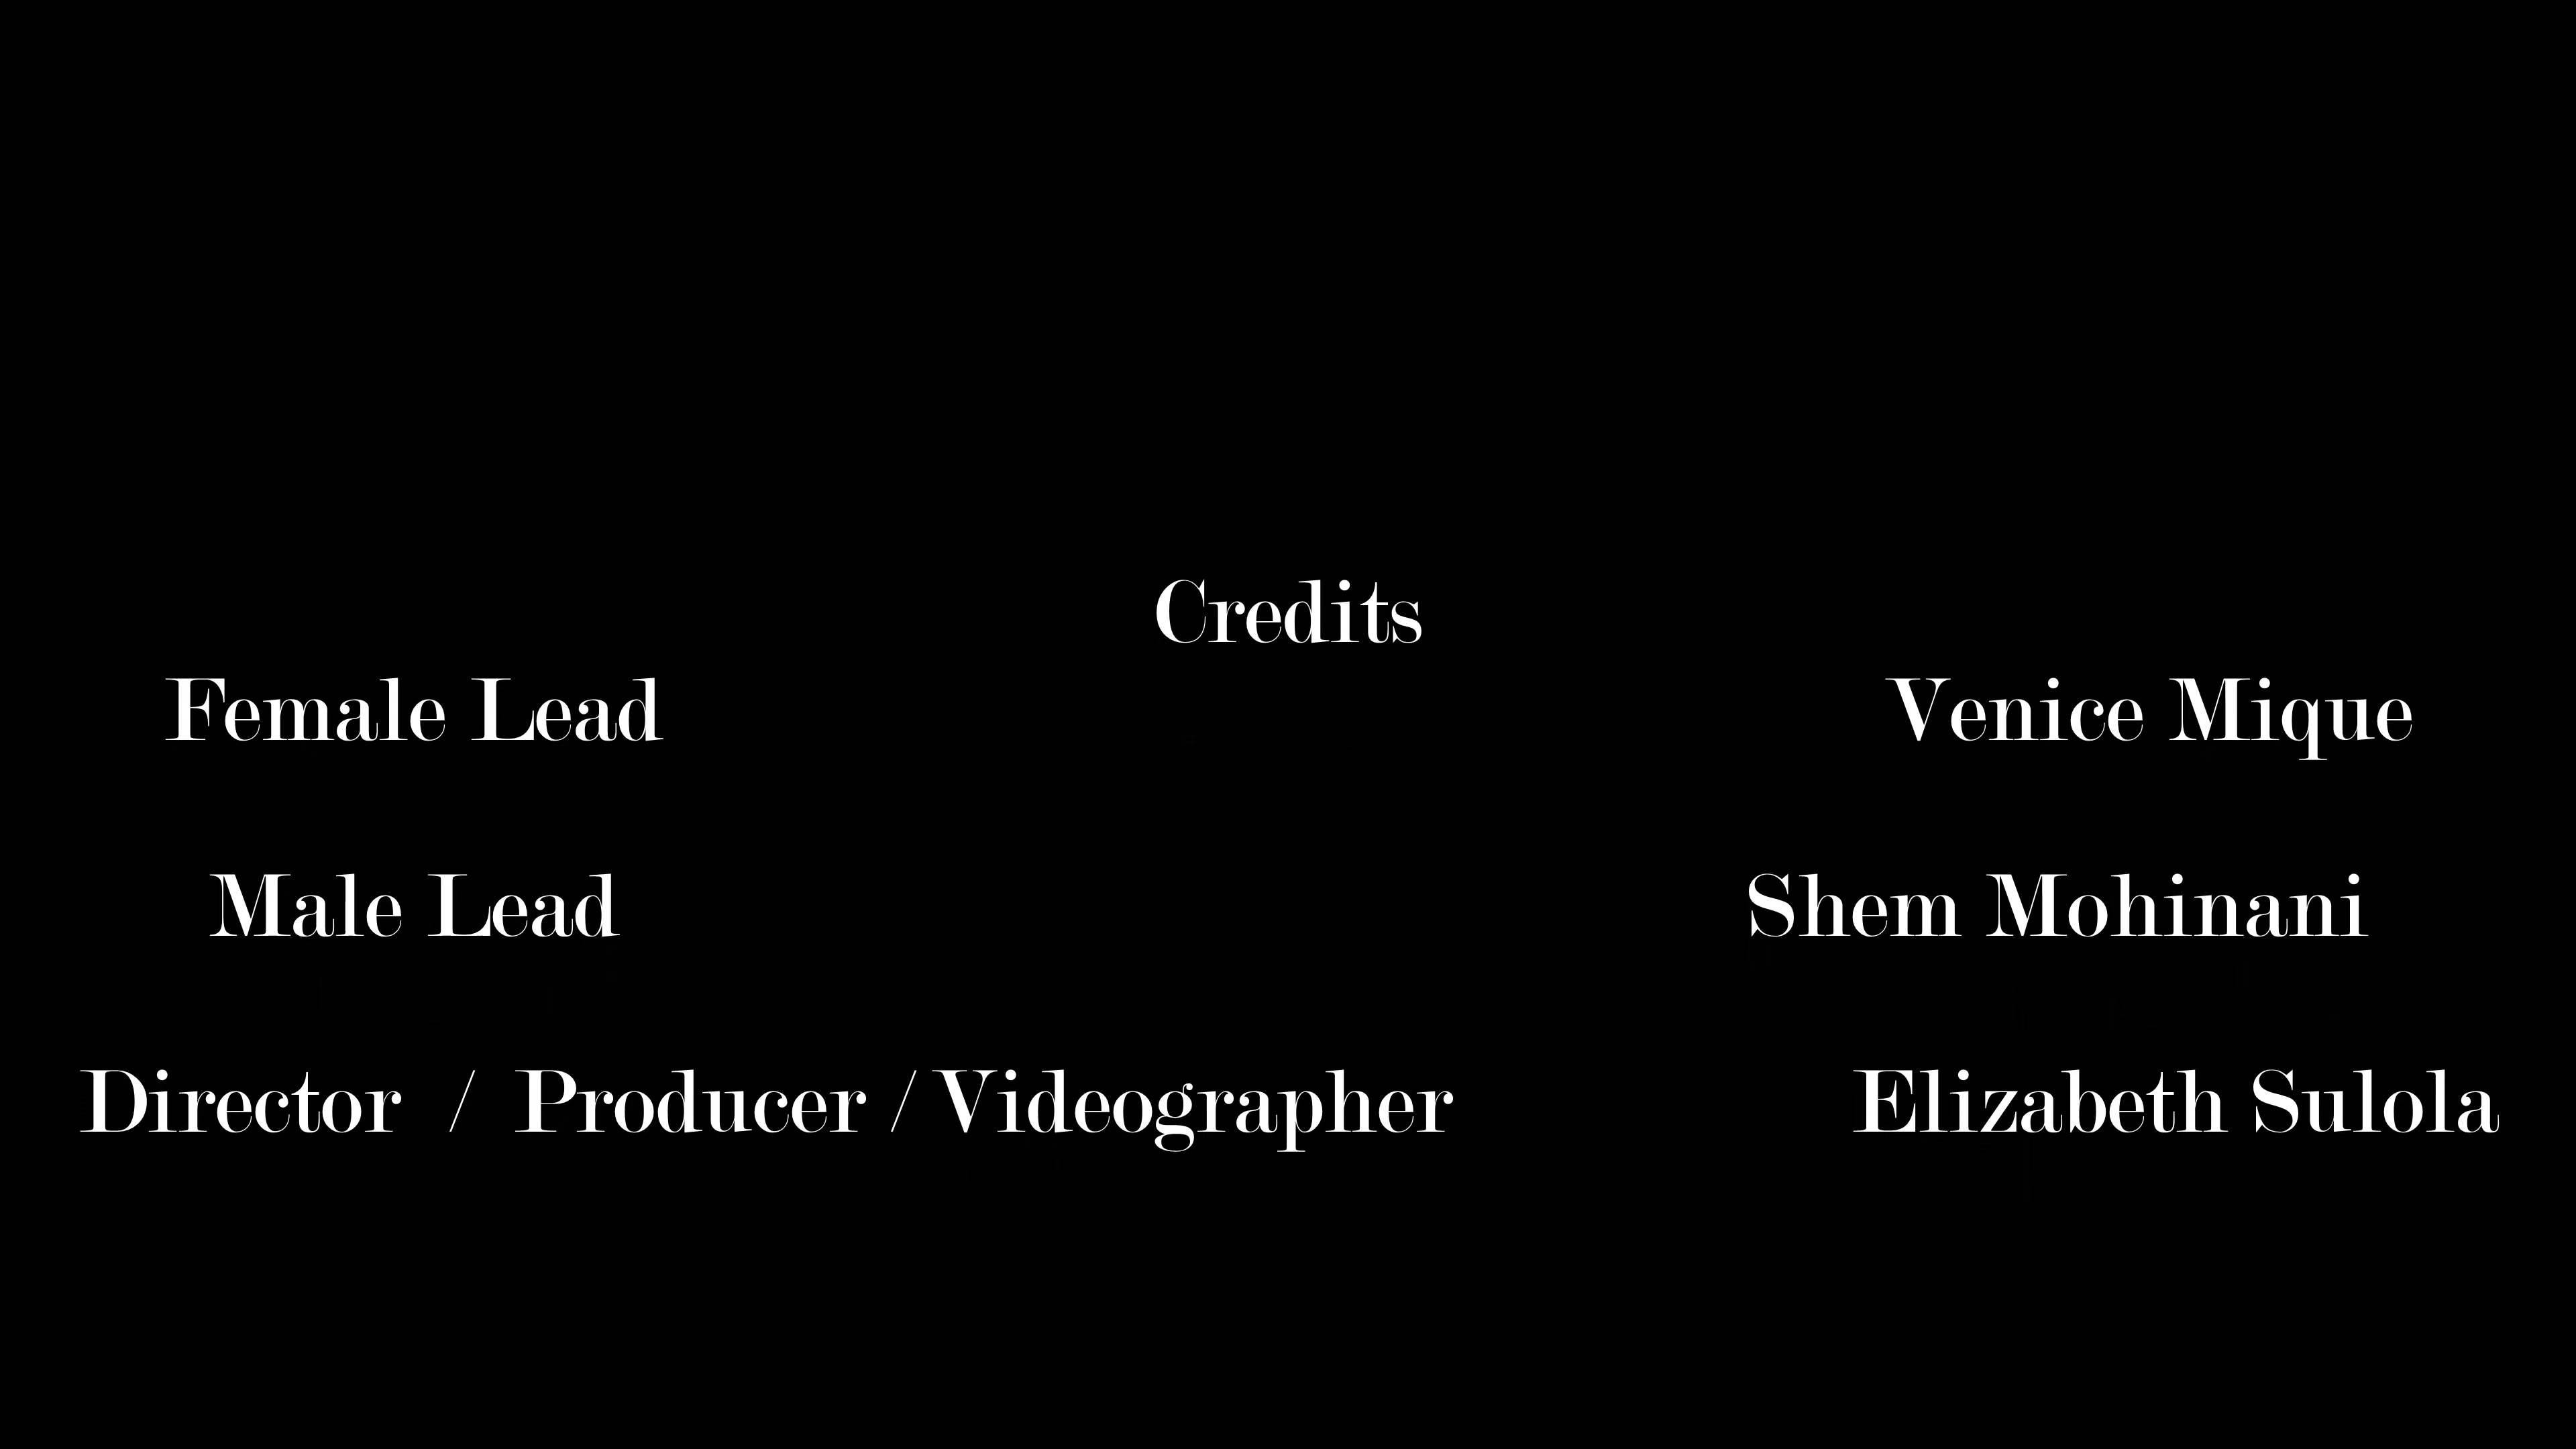 Credits
Female Lead Venice Mique
Male Lead Shem Mohinani
Director / Producer / Videographer Elizabeth Sulola